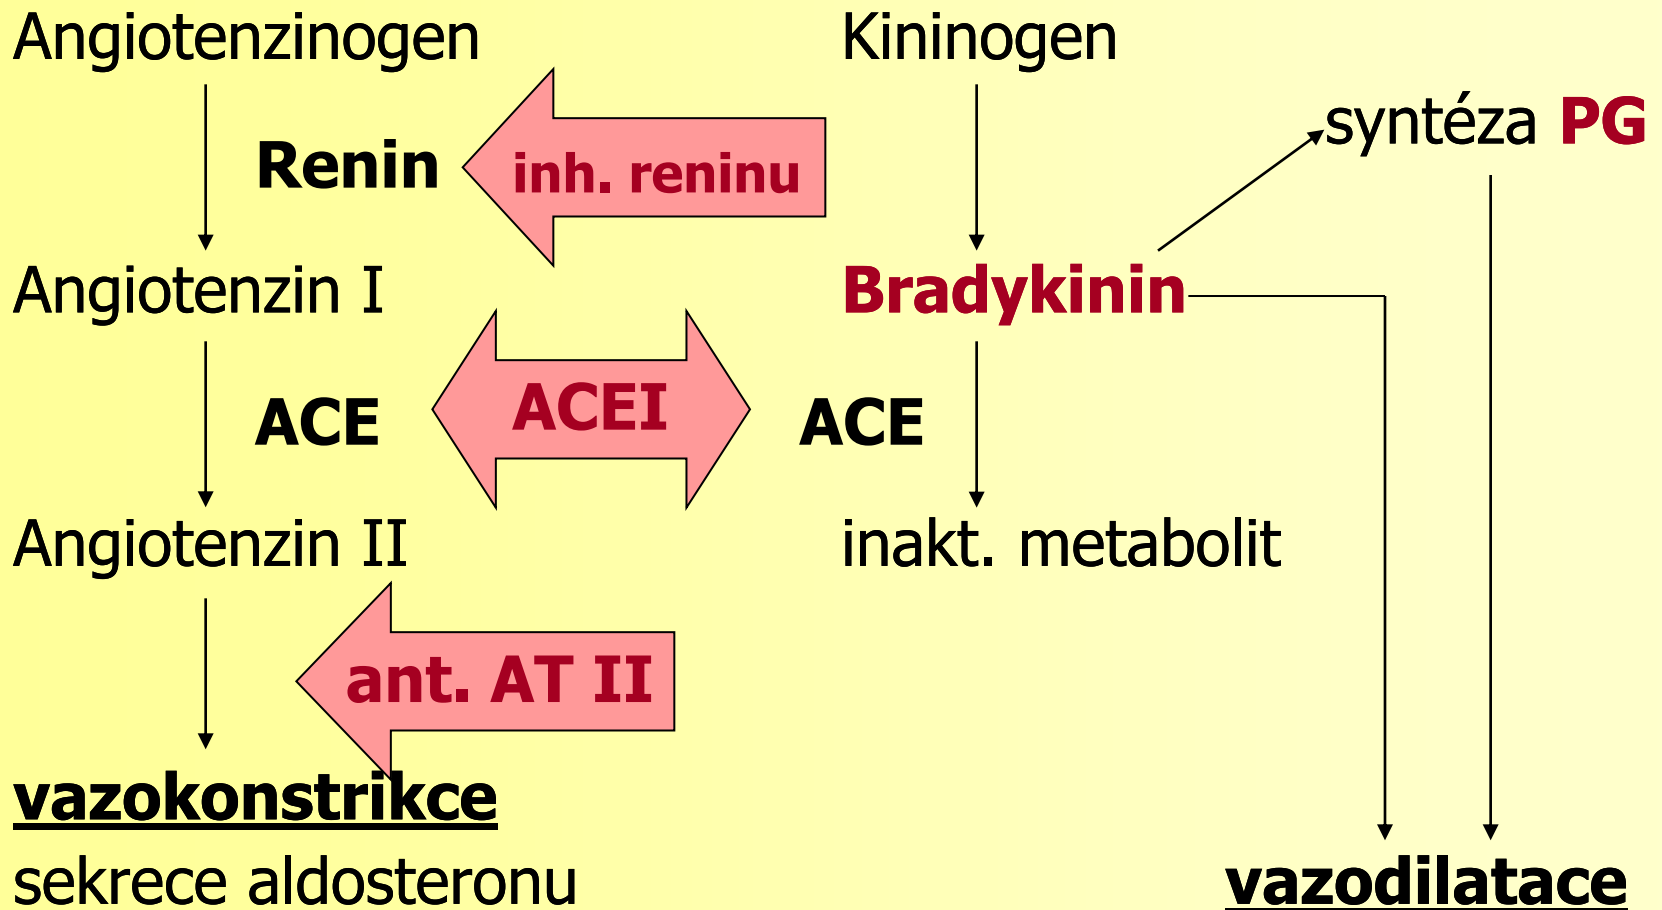 Angiotenzinogen
Kininogen
syntéza PG
Renin
inh. reninu
Angiotenzin I
Bradykinin
ACE
ACEI
ACE
Angiotenzin II
inakt. metabolit
ant. AT II
vazokonstrikce
sekrece aldosteronu
vazodilatace